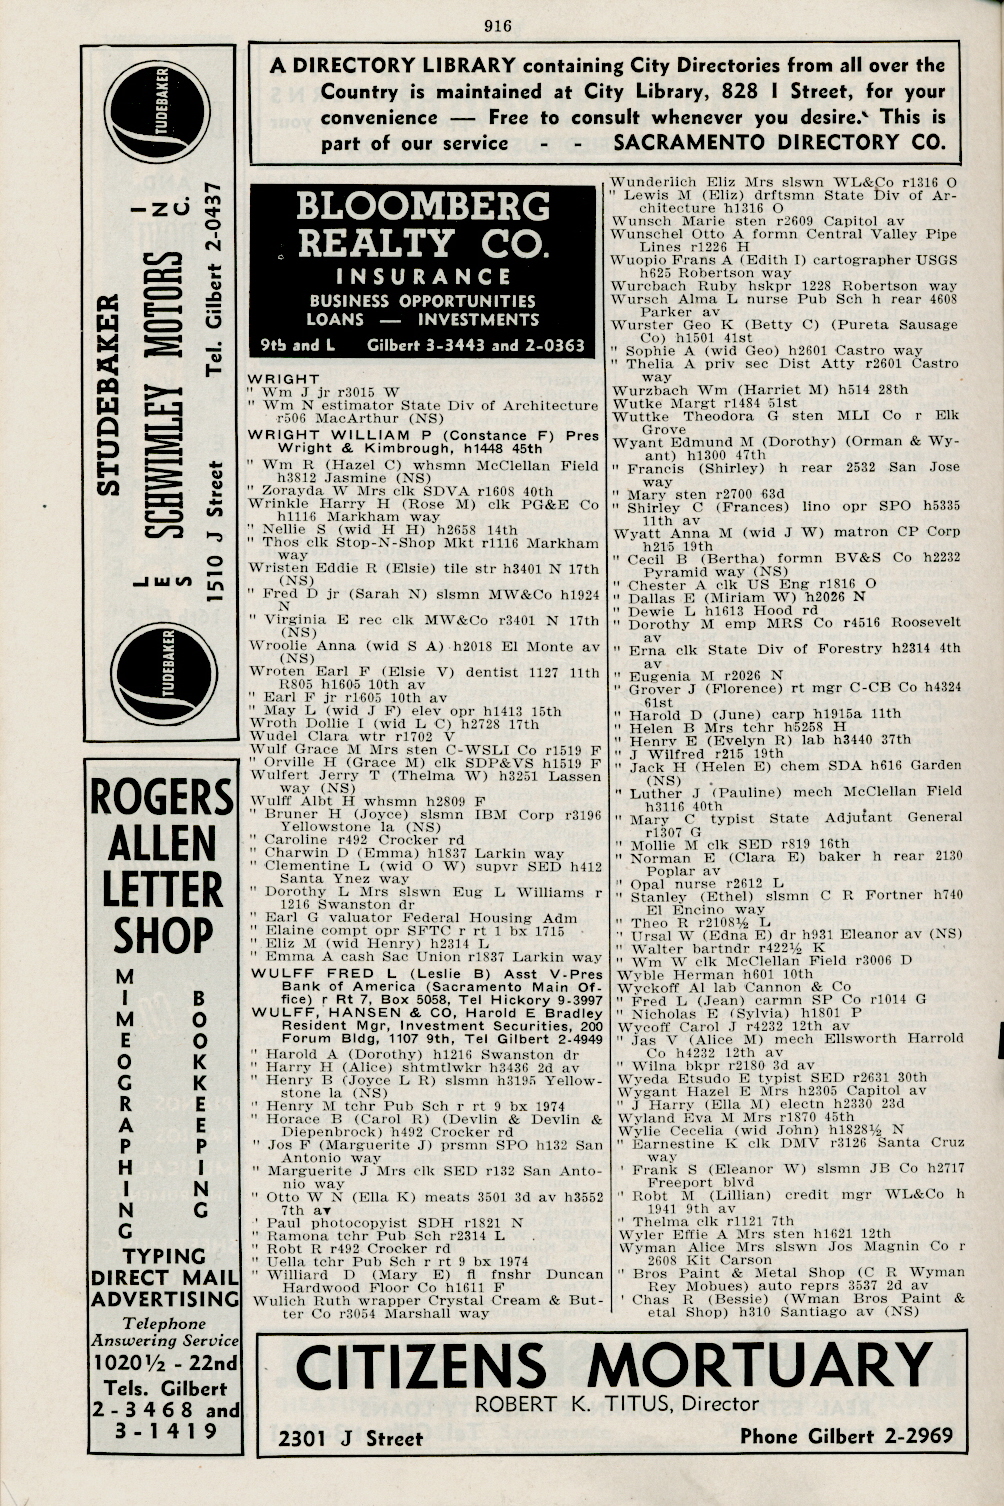 916
STUDEBAKER
STUDEBAKER
LES SCHWIMLEY MOTORS INC.
1510 J Street Tel. Gilbert 2-0437
STUDEBAKER
A DIRECTORY LIBRARY containing City Directories from all over the
Country is maintained at City Library, 828 I Street, for your
convenience — Free to consult whenever you desire. This is
part of our service - - SACRAMENTO DIRECTORY CO.
ROGERS
ALLEN
LETTER
SHOP
MIMEOGRAPHING
BOOKKEEPING
TYPING
DIRECT MAIL
ADVERTISING
Telephone
Answering Service
1020½ - 22nd
Tels. Gilbert
2-3468 and
3-1419
BLOOMBERG
REALTY CO.
INSURANCE
BUSINESS OPPORTUNITIES
LOANS — INVESTMENTS
9th and L Gilbert 3-3443 and 2-0363
WRIGHT
" Wm J jr r3015 W
" Wm N estimator State Div of Architecture
r506 MacArthur (NS)
WRIGHT WILLIAM P (Constance F) Pres
Wright & Kimbrough, h1448 45th
" Wm R (Hazel C) whsmn McClellan Field
h3812 Jasmine (NS)
" Zorayda W Mrs clk SDVA r1608 40th
Wrinkle Harry H (Rose M) clk PG&E Co
h1116 Markham way
" Nellie S (wid H H) h2658 14th
" Thos clk Stop-N-Shop Mkt r1116 Markham
way
Wristen Eddie R (Elsie) tile str h3401 N 17th
(NS)
" Fred D jr (Sarah N) slsmn MW&Co h1924
N
" Virginia E rec clk MW&Co r3401 N 17th
(NS)
Wroolie Anna (wid S A) h2018 El Monte av
(NS)
Wroten Earl F (Elsie V) dentist 1127 11th
R805 h1605 10th av
" Earl F jr r1605 10th av
" May L (wid J F) elev opr h1413 15th
Wroth Dollie I (wid L C) h2728 17th
Wudel Clara wtr r1702 V
Wulf Grace M Mrs sten C-WSLI Co r1519 F
" Orville H (Grace M) clk SDP&VS h1519 F
Wulfert Jerry T (Thelma W) h3251 Lassen
way (NS)
Wulff Albt H whsmn h2809 F
" Bruner H (Joyce) slsmn IBM Corp r3196
Yellowstone la (NS)
" Caroline r492 Crocker rd
" Charwin D (Emma) h1837 Larkin way
" Clementine L (wid O W) supvr SED h412
Santa Ynez way
" Dorothy L Mrs slswn Eug L Williams r
1216 Swanston dr
" Earl G valuator Federal Housing Adm
" Elaine compt opr SFTC r rt 1 bx 1715
" Eliz M (wid Henry) h2314 L
" Emma A cash Sac Union r1837 Larkin way
WULFF FRED L (Leslie B) Asst V-Pres
Bank of America (Sacramento Main Of-
fice) r Rt 7, Box 5058, Tel Hickory 9-3997
WULFF, HANSEN & CO, Harold E Bradley
Resident Mgr, Investment Securities, 200
Forum Bldg, 1107 9th, Tel Gilbert 2-4949
" Harold A (Dorothy) h1216 Swanston dr
" Harry H (Alice) shtmtlwkr h3436 2d av
" Henry B (Joyce L R) slsmn h3195 Yellow-
stone la (NS)
" Henry M tchr Pub Sch r rt 9 bx 1974
" Horace B (Carol R) (Devlin & Devlin &
Diepenbrock) h492 Crocker rd
" Jos F (Marguerite J) prsmn SPO h132 San
Antonio way
" Marguerite J Mrs clk SED r132 San Anto-
nio way
" Otto W N (Ella K) meats 3501 3d av h3552
7th av
' Paul photocopyist SDH r1821 N
" Ramona tchr Pub Sch r2314 L
" Robt R r492 Crocker rd
" Uella tchr Pub Sch r rt 9 bx 1974
" Williard D (Mary E) fl fnshr Duncan
Hardwood Floor Co h1611 F
Wulich Ruth wrapper Crystal Cream & But-
ter Co r3054 Marshall way
Wunderlich Eliz Mrs slswn WL&Co r1316 O
" Lewis M (Eliz) drftsmn State Div of Ar-
chitecture h1316 O
Wunsch Marie sten r2609 Capitol av
Wunschel Otto A formn Central Valley Pipe
Lines r1226 H
Wuopio Frans A (Edith I) cartographer USGS
h625 Robertson way
Wurcbach Ruby hskpr 1228 Robertson way
Wursch Alma L nurse Pub Sch h rear 4608
Parker av
Wurster Geo K (Betty C) (Pureta Sausage
Co) h1501 41st
" Sophie A (wid Geo) h2601 Castro way
" Thelia A priv sec Dist Atty r2601 Castro
way
Wurzbach Wm (Harriet M) h514 28th
Wutke Margt r1484 51st
Wuttke Theodora G sten MLI Co r Elk
Grove
Wyant Edmund M (Dorothy) (Orman & Wy-
ant) h1300 47th
" Francis (Shirley) h rear 2532 San Jose
way
" Mary sten r2700 63d
" Shirley C (Frances) lino opr SPO h5335
11th av
Wyatt Anna M (wid J W) matron CP Corp
h215 19th
" Cecil B (Bertha) formn BV&S Co h2232
Pyramid way (NS)
" Chester A clk US Eng r1816 O
" Dallas E (Miriam W) h2026 N
" Dewie L h1613 Hood rd
" Dorothy M emp MRS Co r4516 Roosevelt
av
" Erna clk State Div of Forestry h2314 4th
av
" Eugenia M r2026 N
" Grover J (Florence) rt mgr C-CB Co h4324
61st
" Harold D (June) carp h1915a 11th
" Helen B Mrs tchr h5258 H
" Henry E (Evelyn R) lab h3440 37th
" J Wilfred r215 19th
" Jack H (Helen E) chem SDA h616 Garden
(NS)
" Luther J (Pauline) mech McClellan Field
h3116 40th
" Mary C typist State Adjutant General
r1307 G
" Mollie M clk SED r819 16th
" Norman E (Clara E) baker h rear 2130
Poplar av
" Opal nurse r2612 L
" Stanley (Ethel) slsmn C R Fortner h740
El Encino way
" Theo R r2108½ L
" Ursal W (Edna E) dr h931 Eleanor av (NS)
" Walter bartndr r422½ K
" Wm W clk McClellan Field r3006 D
Wyble Herman h601 10th
Wyckoff Al lab Cannon & Co
" Fred L (Jean) carmn SP Co r1014 G
" Nicholas E (Sylvia) h1801 P
Wycoff Carol J r4232 12th av
" Jas V (Alice M) mech Ellsworth Harrold
Co h4232 12th av
" Wilna bkpr r2180 3d av
Wyeda Etsudo E typist SED r2631 30th
Wygant Hazel E Mrs h2305 Capitol av
" J Harry (Ella M) electn h2330 23d
Wyland Eva M Mrs r1870 45th
Wylie Cecelia (wid John) h1828½ N
" Earnestine K clk DMV r3126 Santa Cruz
way
' Frank S (Eleanor W) slsmn JB Co h2717
Freeport blvd
" Robt M (Lillian) credit mgr WL&Co h
1941 9th av
" Thelma clk r1121 7th
Wyler Effie A Mrs sten h1621 12th
Wyman Alice Mrs slswn Jos Magnin Co r
2608 Kit Carson
" Bros Paint & Metal Shop (C R Wyman
Rey Mobues) auto reprs 3537 2d av
' Chas R (Bessie) (Wman Bros Paint &
etal Shop) h310 Santiago av (NS)
CITIZENS MORTUARY
ROBERT K. TITUS, Director
2301 J Street Phone Gilbert 2-2969